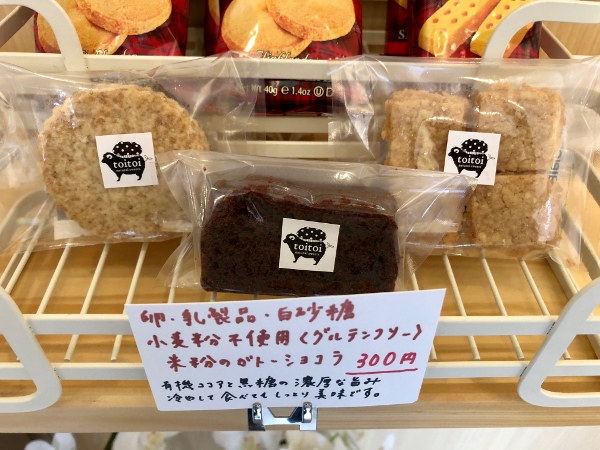 40g e 1.4oz
toitoi
toitoi
toitoi
卵・乳製品・白砂糖
小麦粉不使用〈グルテンフリー〉
米粉のガトーショコラ 300円
有機ココアと黒糖の濃厚な旨み
冷やして食べてもしっとり美味です。